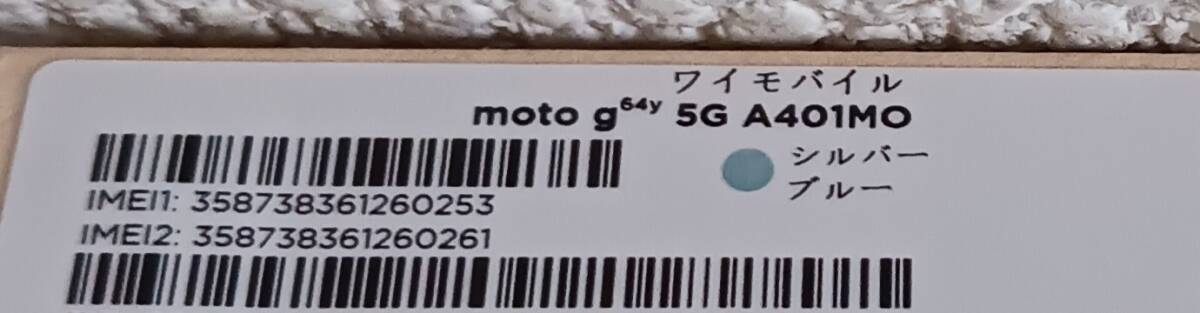 ワイモバイル
moto g64y 5G A401MO
シルバー
ブルー
IMEI1: 358738361260253
IMEI2: 358738361260261